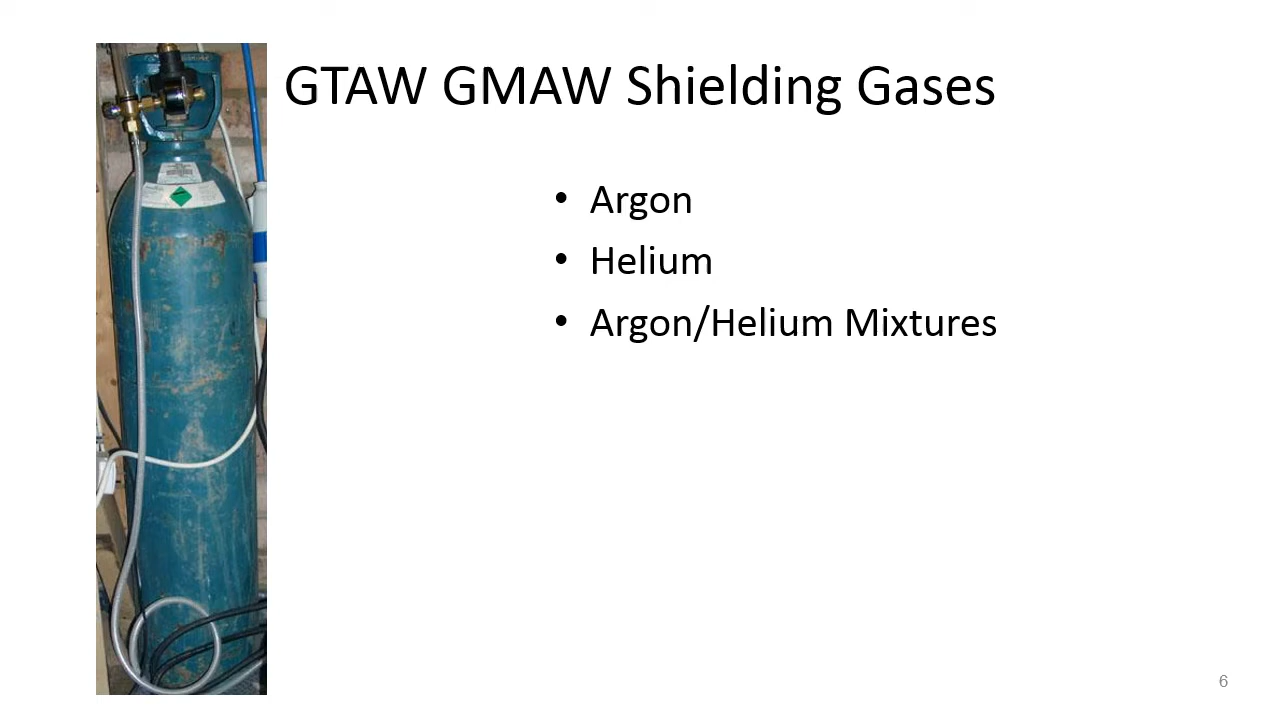 GTAW GMAW Shielding Gases
• Argon
• Helium
• Argon/Helium Mixtures
6